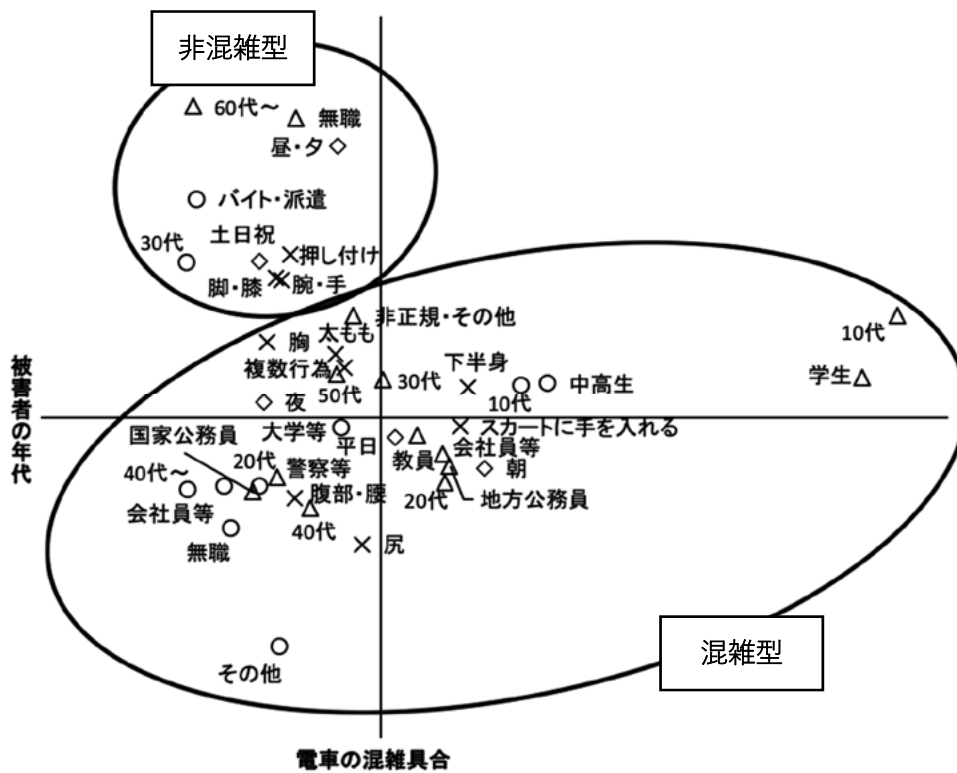 非混雑型
60代～
無職
昼・夕
バイト・派遣
土日祝
30代
押し付け
脚・膝
腕・手
非正規・その他
10代
太もも
胸
下半身
複数行為
30代
学生
中高生
50代
10代
被害者の年代
夜
大学等
スカートに手を入れる
国家公務員
平日
会社員等
教員
20代
警察等
朝
40代～
腹部・腰
20代
地方公務員
会社員等
40代
無職
尻
混雑型
その他
電車の混雑具合